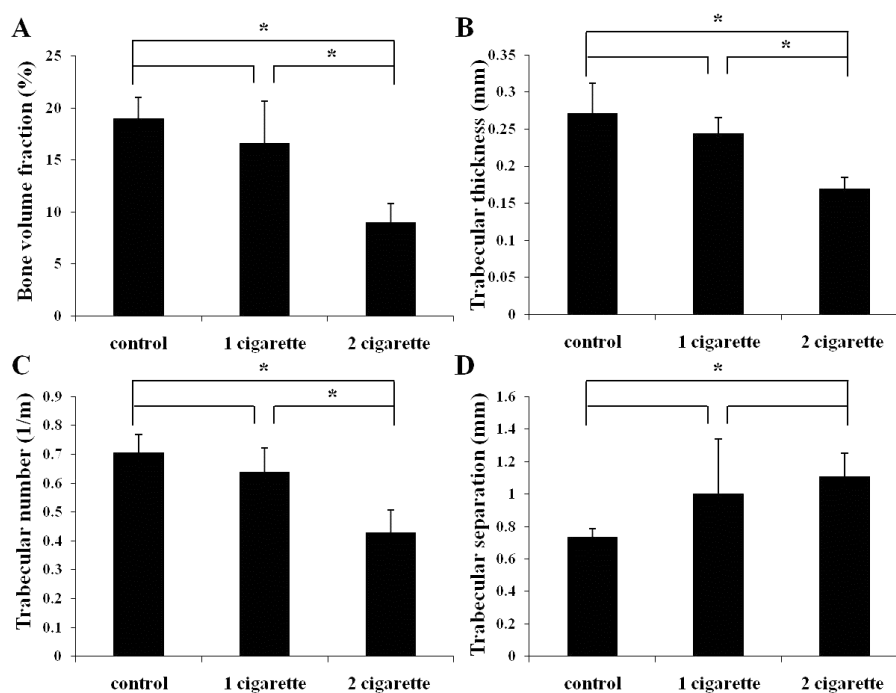 A
*
*
Bone volume fraction (%)
25
20
15
10
5
0
control
1 cigarette
2 cigarette
B
*
*
Trabecular thickness (mm)
0.35
0.3
0.25
0.2
0.15
0.1
0.05
0
control
1 cigarette
2 cigarette
C
*
*
Trabecular number (1/m)
0.9
0.8
0.7
0.6
0.5
0.4
0.3
0.2
0.1
0
control
1 cigarette
2 cigarette
D
*
Trabecular separation (mm)
1.6
1.4
1.2
1
0.8
0.6
0.4
0.2
0
control
1 cigarette
2 cigarette